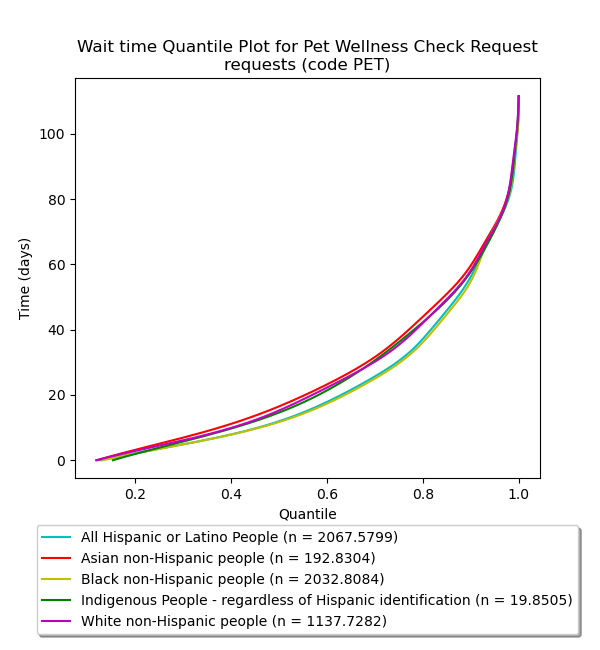 Wait time Quantile Plot for Pet Wellness Check Request
requests (code PET)
Time (days)
100
80
60
40
20
0
0.2 0.4 0.6 0.8 1.0
Quantile
All Hispanic or Latino People (n = 2067.5799)
Asian non-Hispanic people (n = 192.8304)
Black non-Hispanic people (n = 2032.8084)
Indigenous People - regardless of Hispanic identification (n = 19.8505)
White non-Hispanic people (n = 1137.7282)